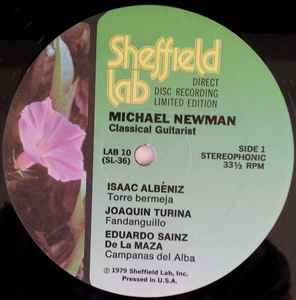 Sheffield
lab
DIRECT
DISC RECORDING
LIMITED EDITION
MICHAEL NEWMAN
Classical Guitarist
LAB 10
(SL-36)
SIDE 1
STEREOPHONIC
33⅓ RPM
ISAAC ALBÉNIZ
Torre bermeja
JOAQUIN TURINA
Fandanguillo
EDUARDO SAINZ
De La MAZA
Campanas del Alba
℗ 1979 Sheffield Lab, Inc.
Pressed in U.S.A.